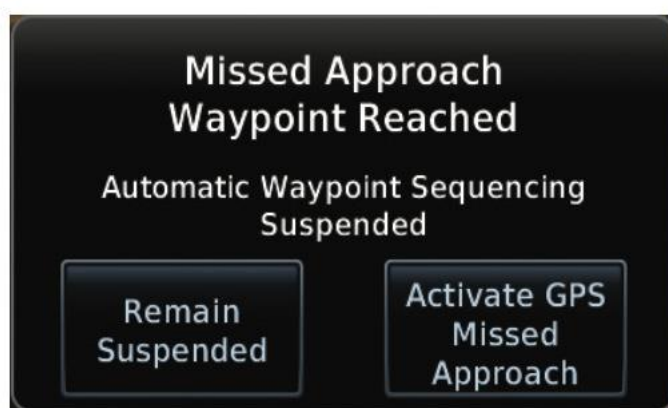 Missed Approach
Waypoint Reached
Automatic Waypoint Sequencing
Suspended
Remain
Suspended
Activate GPS
Missed
Approach